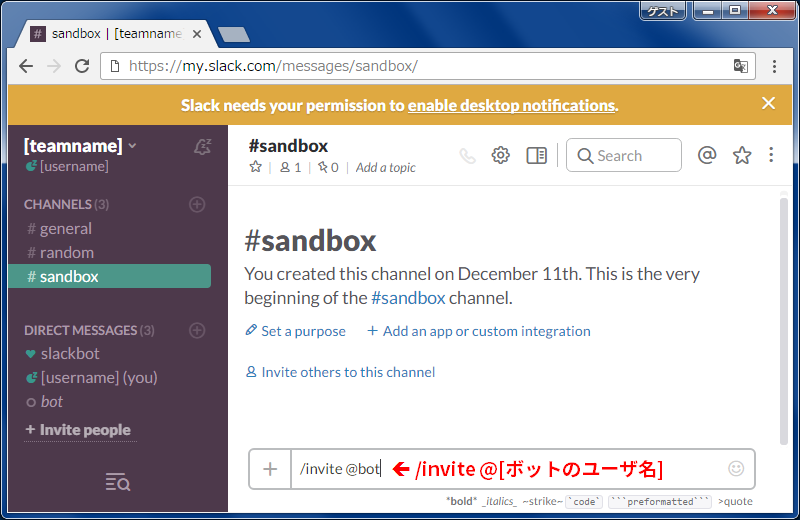 ゲスト
# sandbox | [teamname
https://my.slack.com/messages/sandbox/
Slack needs your permission to enable desktop notifications.
[teamname]
[username]
CHANNELS (3)
# general
# random
# sandbox
DIRECT MESSAGES (3)
slackbot
[username] (you)
bot
+ Invite people
#sandbox
1 | 0 | Add a topic
Search
#sandbox
You created this channel on December 11th. This is the very
beginning of the #sandbox channel.
Set a purpose + Add an app or custom integration
Invite others to this channel
/invite @bot ← /invite @[ボットのユーザ名]
*bold* _italics_ ~strike~ `code` ```preformatted``` >quote